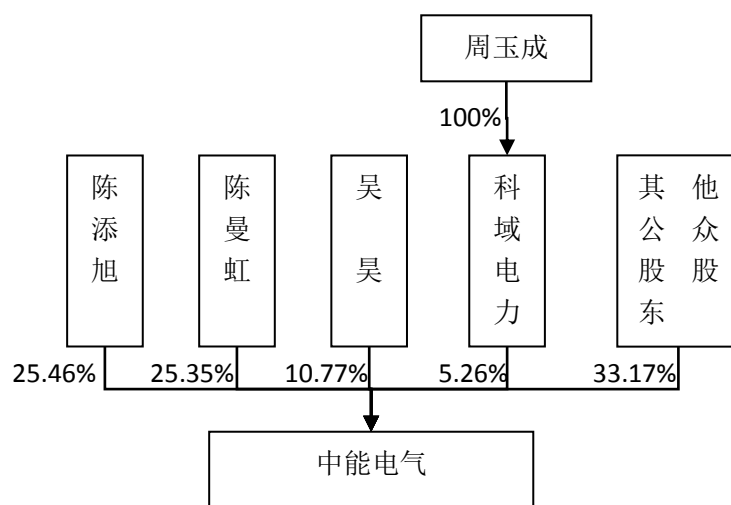 周玉成
100%
陈
添
旭
陈
曼
虹
吴
昊
科
域
电
力
其 他
公 众
股 股
东
25.46%
25.35%
10.77%
5.26%
33.17%
中能电气